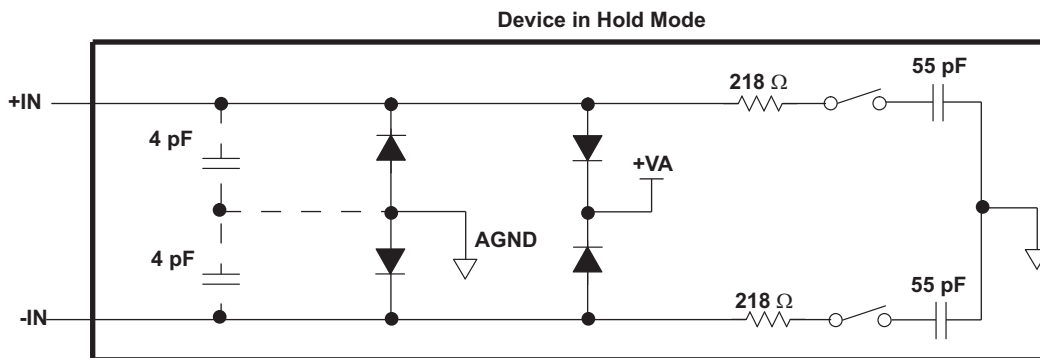 Device in Hold Mode
55 pF
218 Ω
+IN
4 pF
+VA
AGND
4 pF
55 pF
218 Ω
-IN